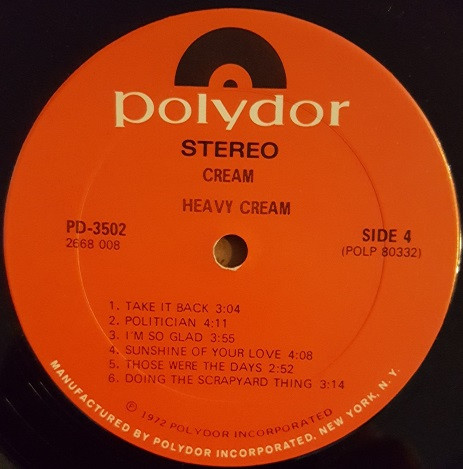 polydor
STEREO
CREAM
HEAVY CREAM
PD-3502
2668 008
SIDE 4
(POLP 80332)
1. TAKE IT BACK 3:04
2. POLITICIAN 4:11
3. I'M SO GLAD 3:55
4. SUNSHINE OF YOUR LOVE 4:08
5. THOSE WERE THE DAYS 2:52
6. DOING THE SCRAPYARD THING 3:14
Ⓟ 1972 POLYDOR INCORPORATED
MANUFACTURED BY POLYDOR INCORPORATED, NEW YORK, N.Y.